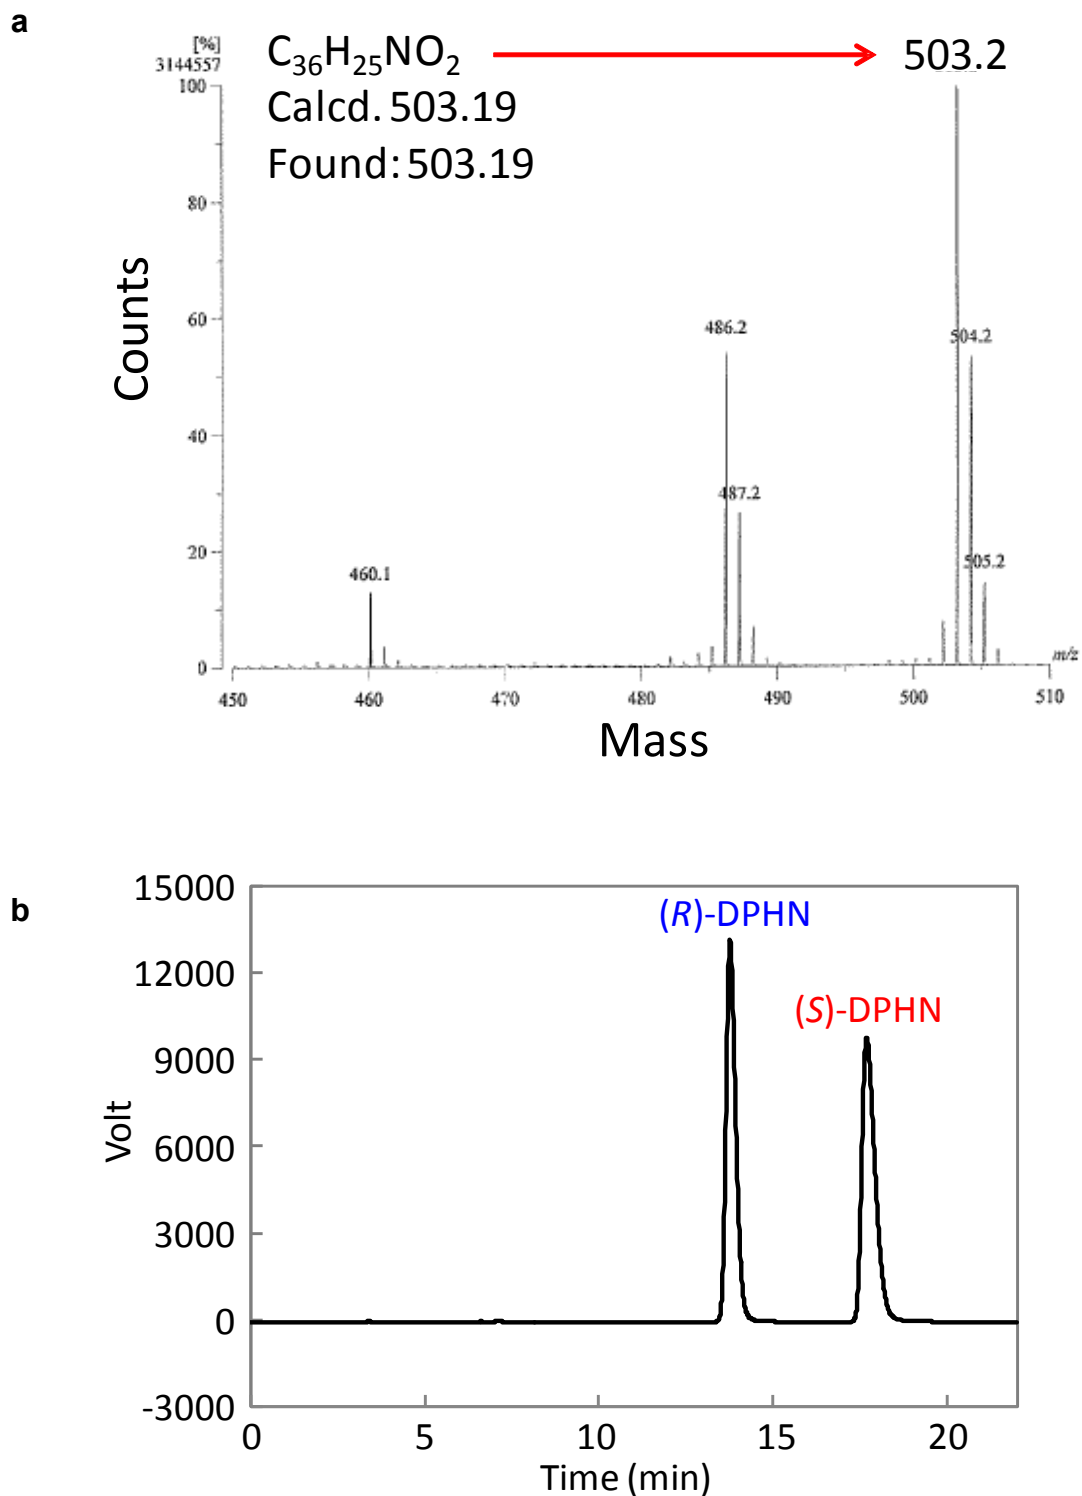 a
[%]
3144557
C₃₆H₂₅NO₂ 503.2
Calcd. 503.19
Found: 503.19
100
80
60
40
20
0
Counts
460.1
486.2
487.2
504.2
505.2
m/z
450 460 470 480 490 500 510
Mass
b
15000
12000
9000
6000
3000
0
-3000
Volt
(R)-DPHN
(S)-DPHN
0 5 10 15 20
Time (min)